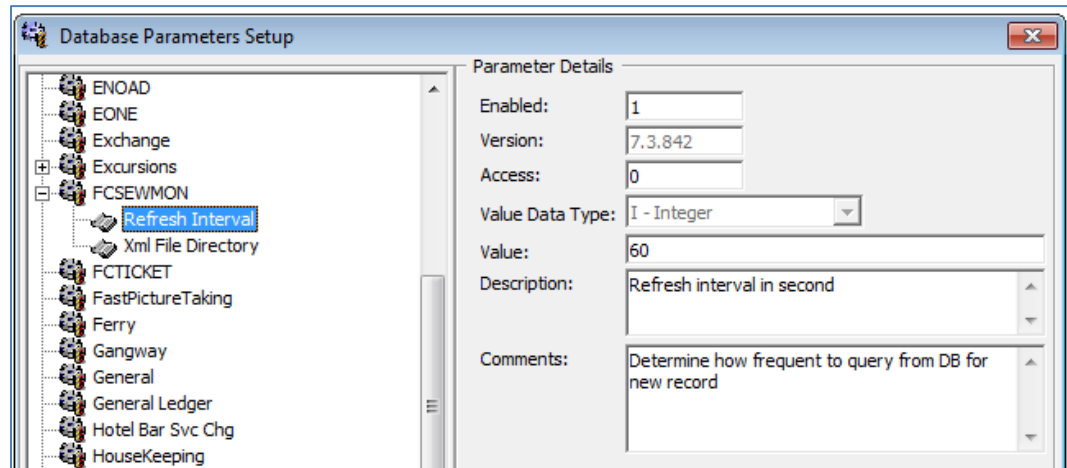 Database Parameters Setup
ENOAD
EONE
Exchange
Excursions
FCSEWMON
Refresh Interval
Xml File Directory
FCTICKET
FastPictureTaking
Ferry
Gangway
General
General Ledger
Hotel Bar Svc Chg
HouseKeeping
Parameter Details
Enabled: 1
Version: 7.3.842
Access: 0
Value Data Type: I - Integer
Value: 60
Description: Refresh interval in second
Comments: Determine how frequent to query from DB for
new record